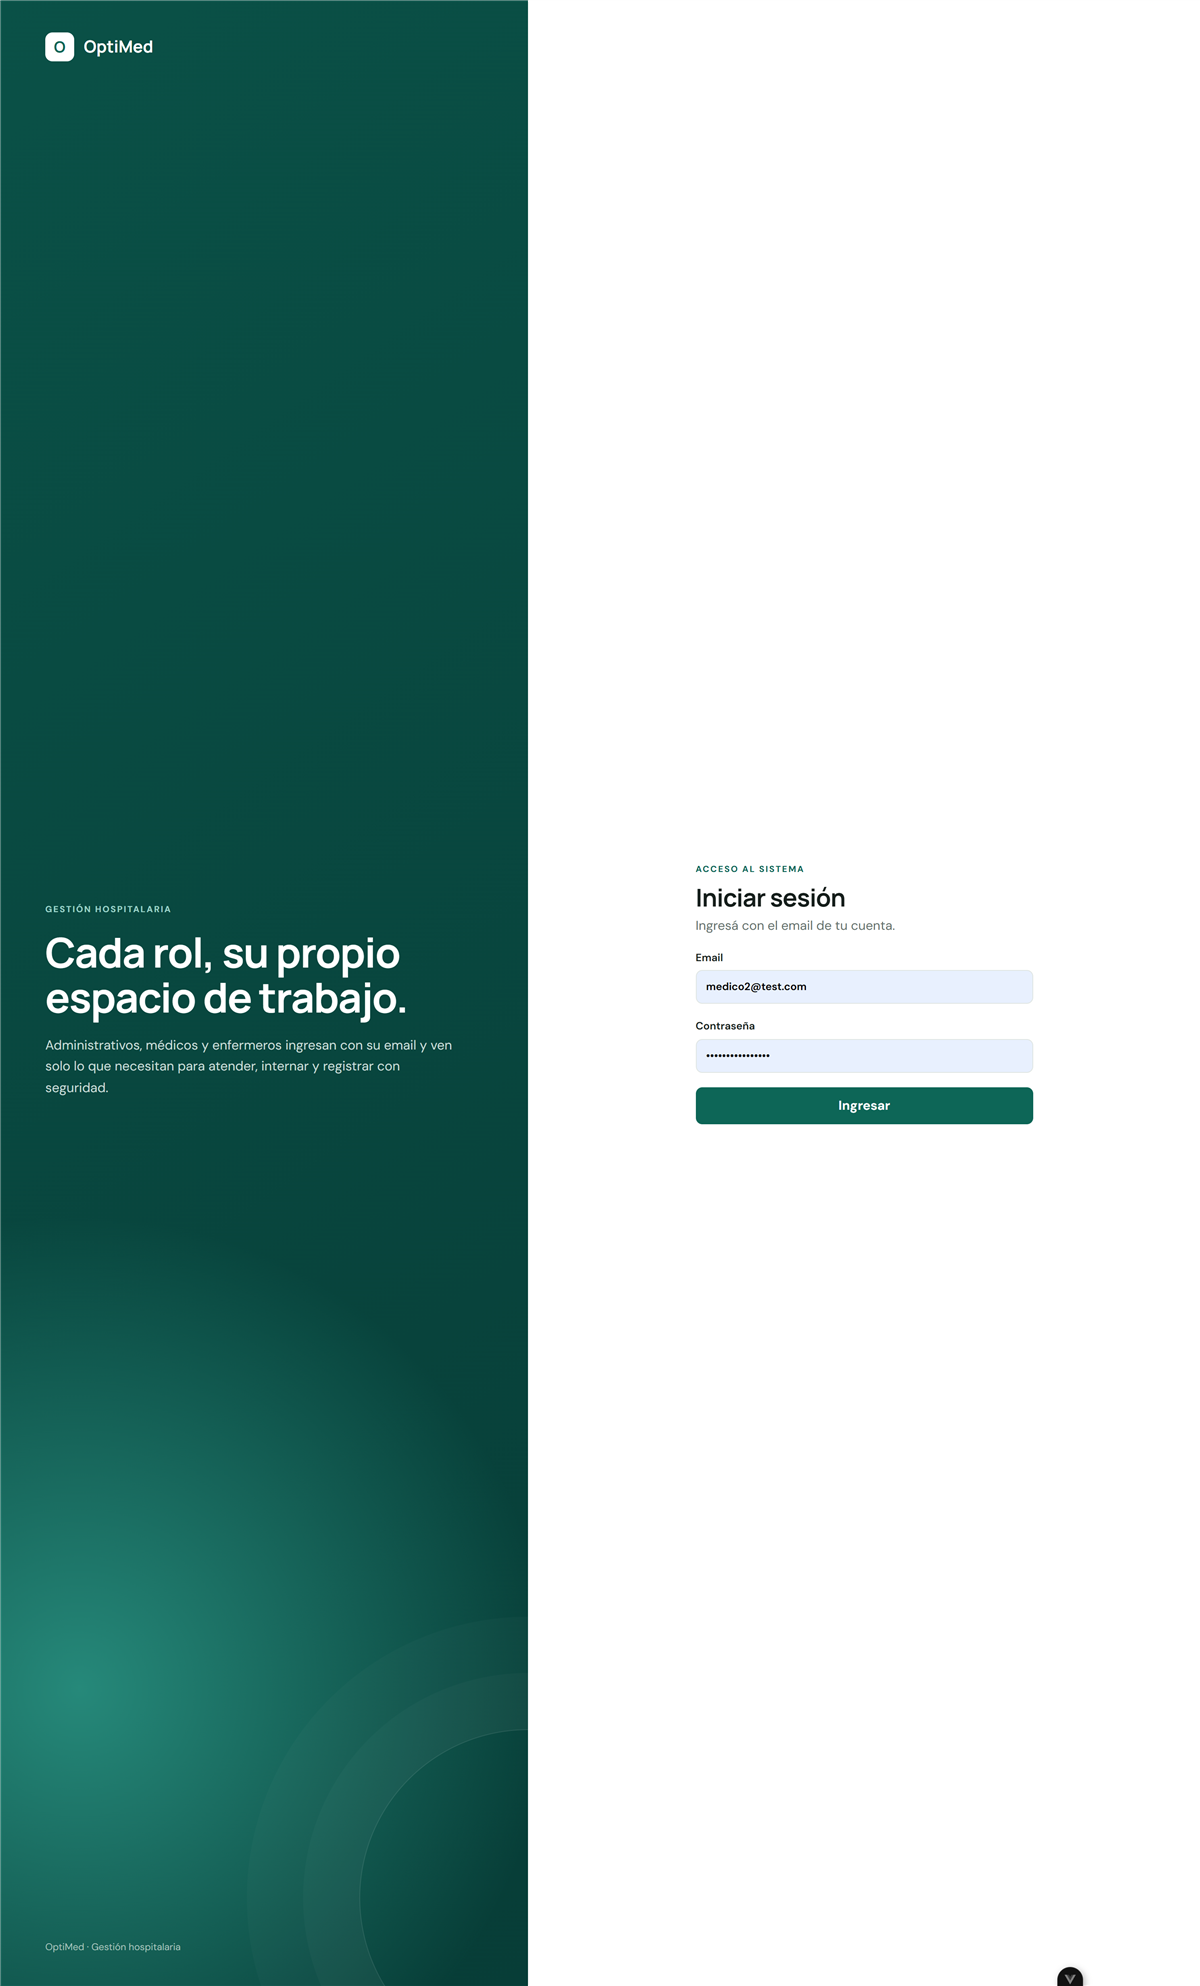 O OptiMed
GESTIÓN HOSPITALARIA
Cada rol, su propio
espacio de trabajo.
Administrativos, médicos y enfermeros ingresan con su email y ven
solo lo que necesitan para atender, internar y registrar con
seguridad.
OptiMed · Gestión hospitalaria
ACCESO AL SISTEMA
Iniciar sesión
Ingresá con el email de tu cuenta.
Email
medico2@test.com
Contraseña
••••••••••••••••
Ingresar